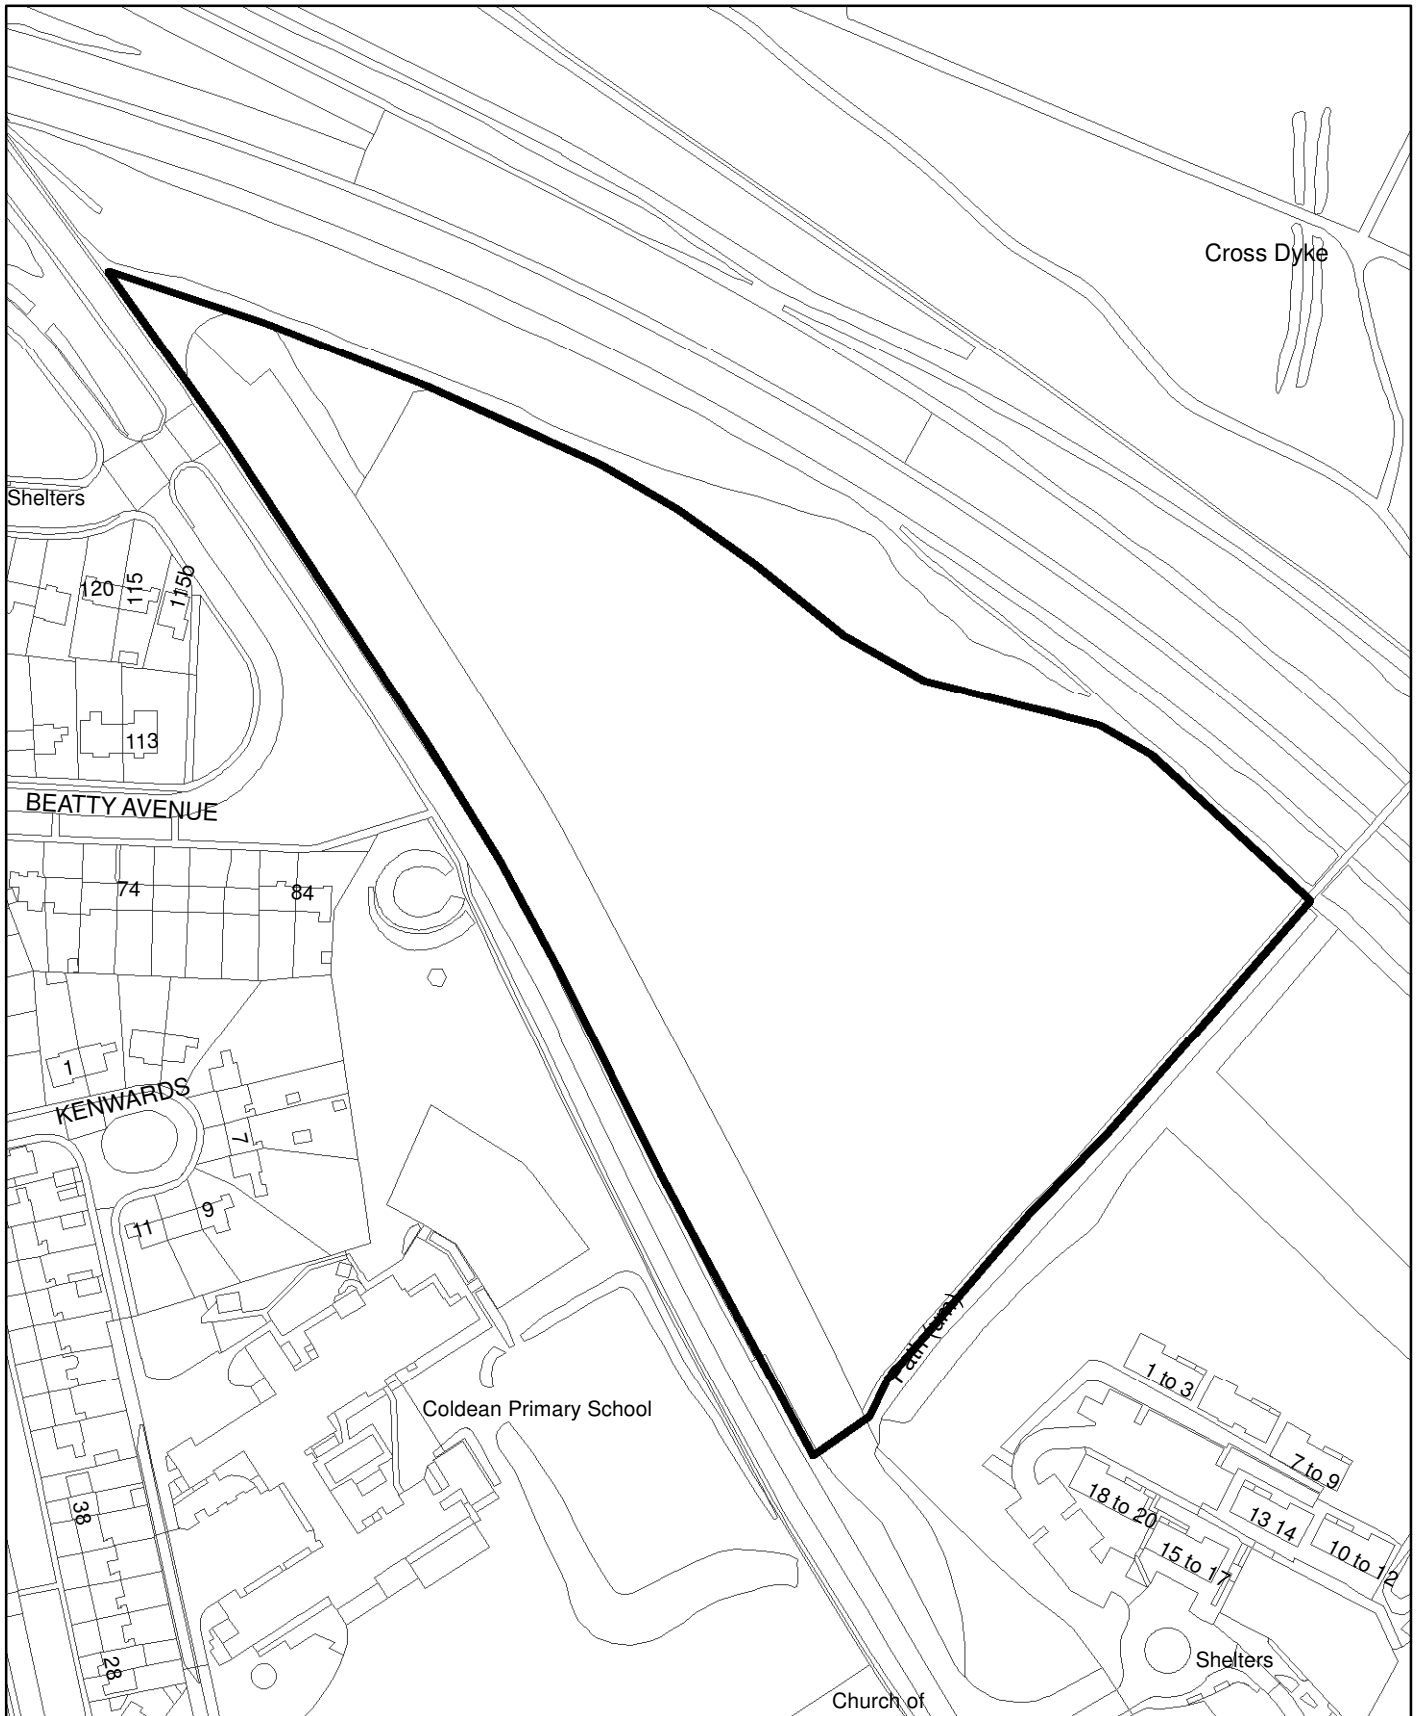 Cross Dyke
Shelters
120
115
115b
113
BEATTY AVENUE
74
84
1
KENWARDS
7
9
11
Path (um)
1 to 3
Coldean Primary School
7 to 9
18 to 20
13 14
38
15 to 17
10 to 12
28
Shelters
Church of